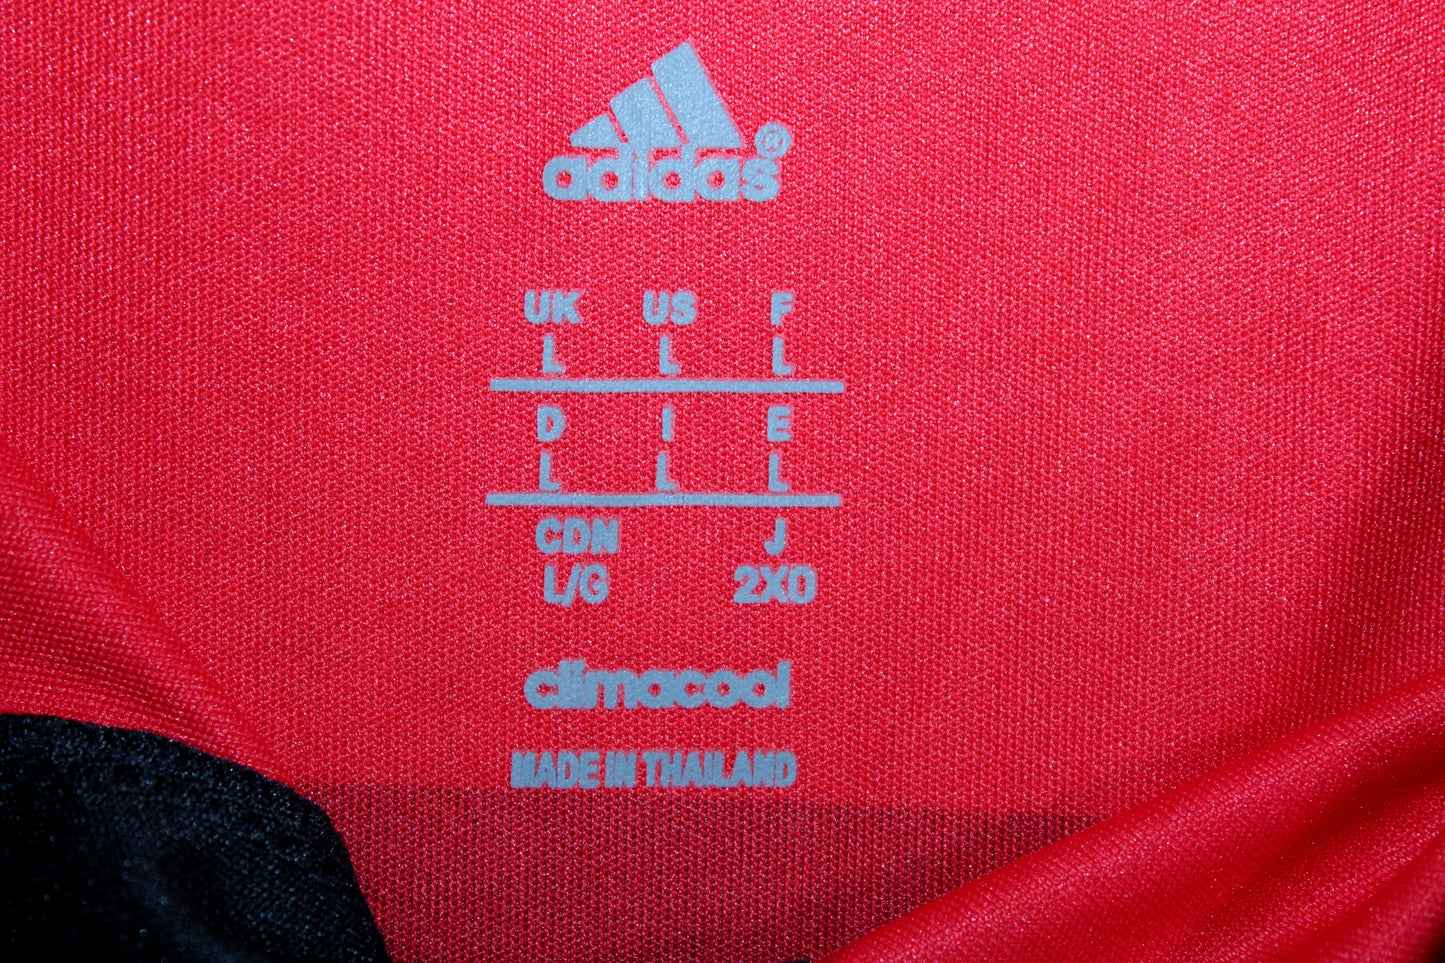 adidas®
UK US F
L L L
D I E
L L L
CDN J
L/G 2XO
climacool
MADE IN THAILAND